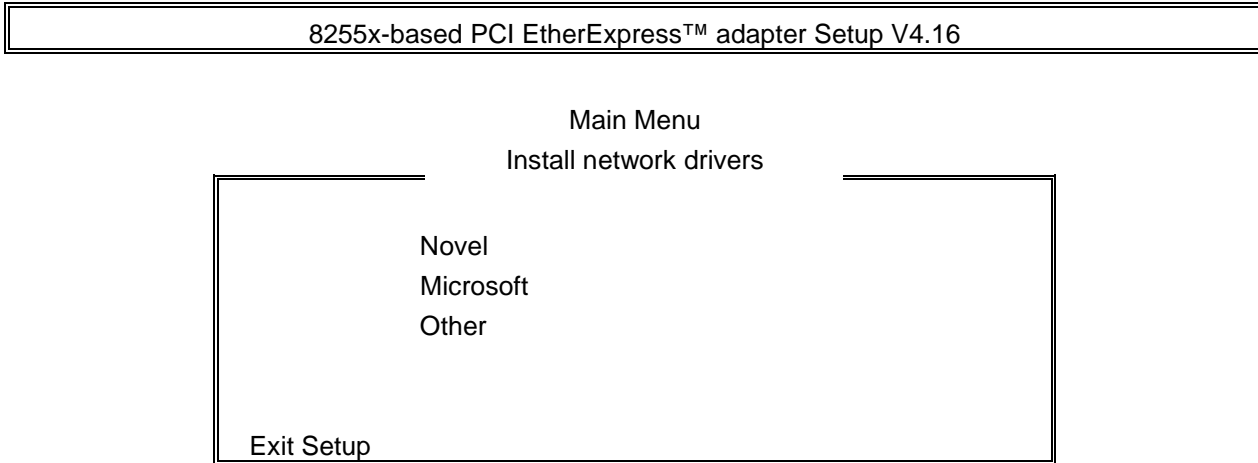 8255x-based PCI EtherExpress™ adapter Setup V4.16
Main Menu
Install network drivers
Novel
Microsoft
Other
Exit Setup